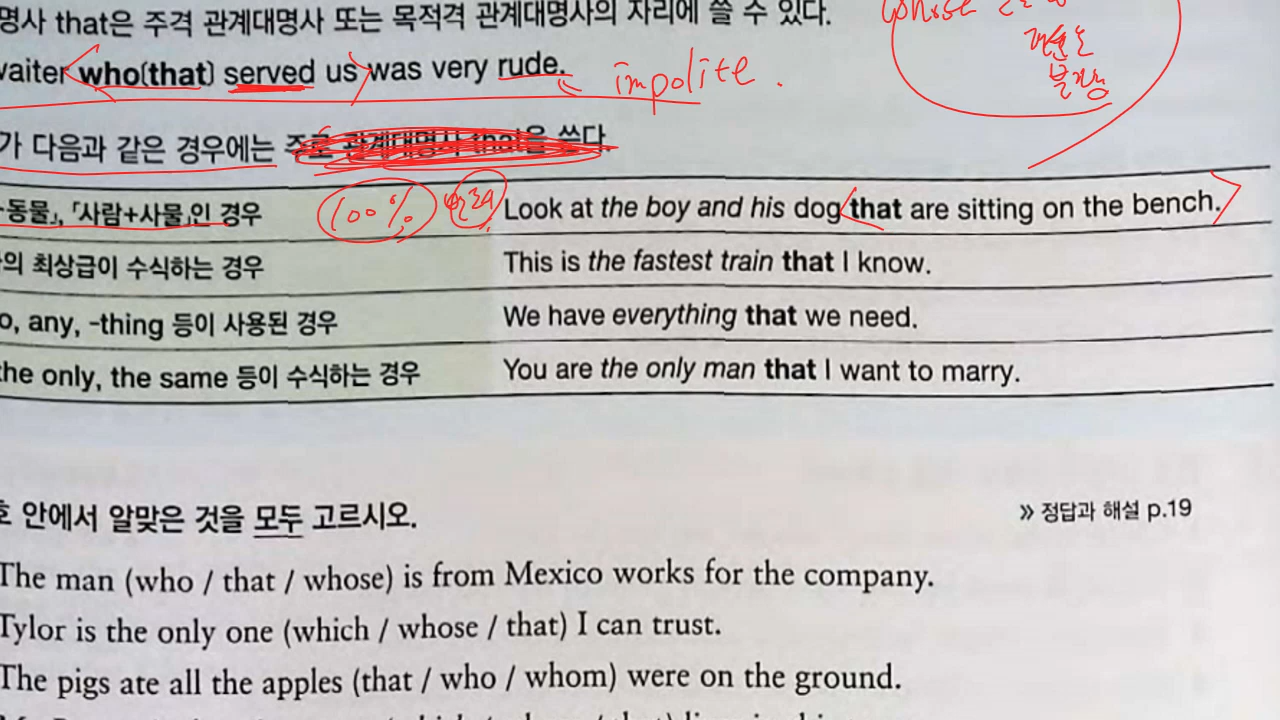 명사 that은 주격 관계대명사 또는 목적격 관계대명사의 자리에 쓸 수 있다.
whose
불가능
waiter who(that) served us was very rude. impolite.
가 다음과 같은 경우에는 주로 관계대명사 that을 쓴다.
동물」, 「사람+사물」인 경우 100% Look at the boy and his dog that are sitting on the bench.
의 최상급이 수식하는 경우 This is the fastest train that I know.
o, any, -thing 등이 사용된 경우 We have everything that we need.
the only, the same 등이 수식하는 경우 You are the only man that I want to marry.
호 안에서 알맞은 것을 모두 고르시오. » 정답과 해설 p.19
The man (who / that / whose) is from Mexico works for the company.
Tylor is the only one (which / whose / that) I can trust.
The pigs ate all the apples (that / who / whom) were on the ground.